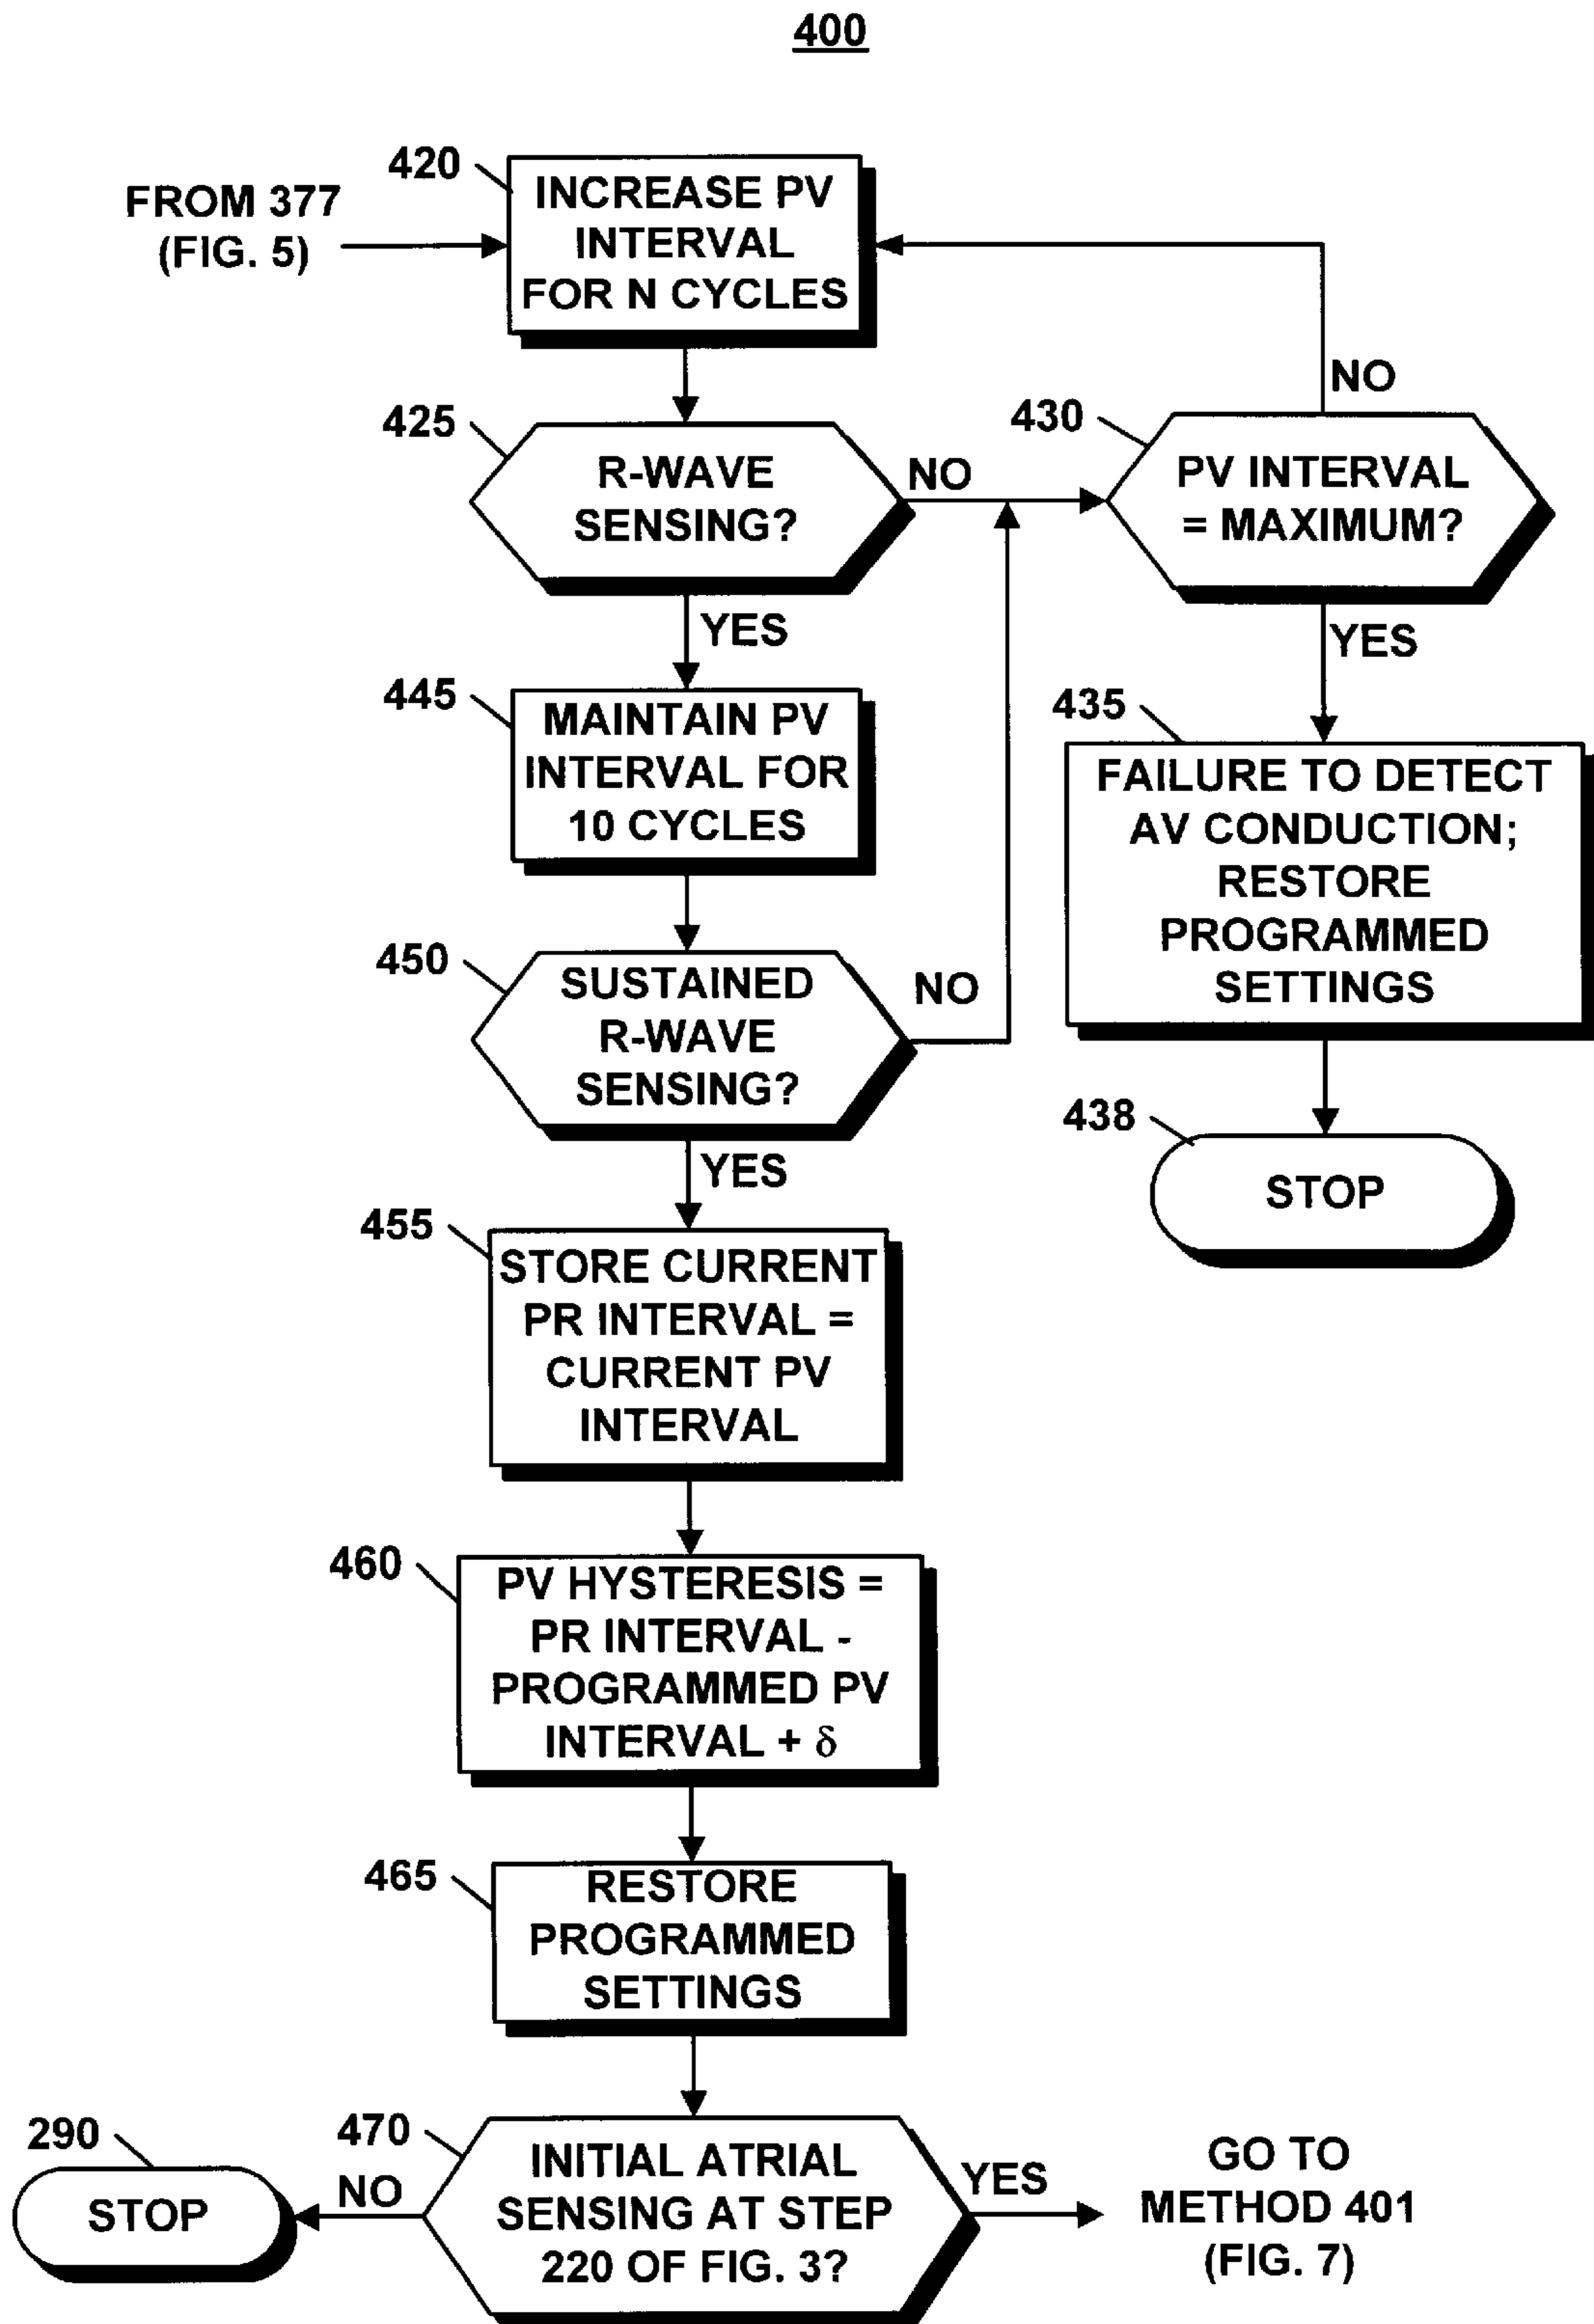 400
420
INCREASE PV
INTERVAL
FOR N CYCLES
FROM 377
(FIG. 5)
NO
425
R-WAVE
SENSING?
NO
430
PV INTERVAL
= MAXIMUM?
YES
YES
445
MAINTAIN PV
INTERVAL FOR
10 CYCLES
435
FAILURE TO DETECT
AV CONDUCTION;
RESTORE
PROGRAMMED
SETTINGS
450
SUSTAINED
R-WAVE
SENSING?
NO
438
STOP
YES
455
STORE CURRENT
PR INTERVAL =
CURRENT PV
INTERVAL
460
PV HYSTERESIS =
PR INTERVAL -
PROGRAMMED PV
INTERVAL + δ
465
RESTORE
PROGRAMMED
SETTINGS
290
STOP
NO
470
INITIAL ATRIAL
SENSING AT STEP
220 OF FIG. 3?
YES
GO TO
METHOD 401
(FIG. 7)